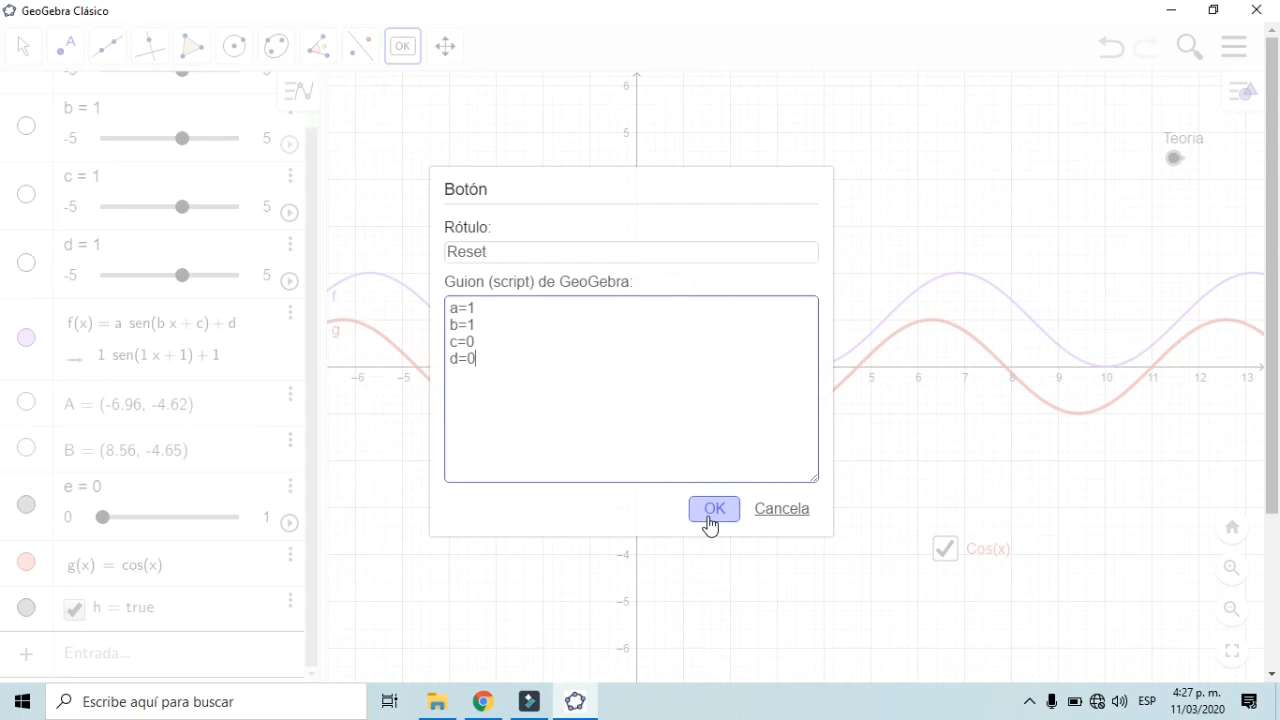 GeoGebra Clásico
OK
b = 1
-5
5
c = 1
-5
5
d = 1
-5
5
f(x) = a sen(b x + c) + d
→ 1 sen(1 x + 1) + 1
A = (-6.96, -4.62)
B = (8.56, -4.65)
e = 0
0
1
g(x) = cos(x)
h = true
Entrada...
6
5
Teoria
f
g
-6
-5
5
6
7
8
9
10
11
12
13
-4
-5
-6
Cos(x)
Botón
Rótulo:
Reset
Guion (script) de GeoGebra:
a=1
b=1
c=0
d=0
OK
Cancela
Escribe aquí para buscar
ESP
4:27 p. m.
11/03/2020